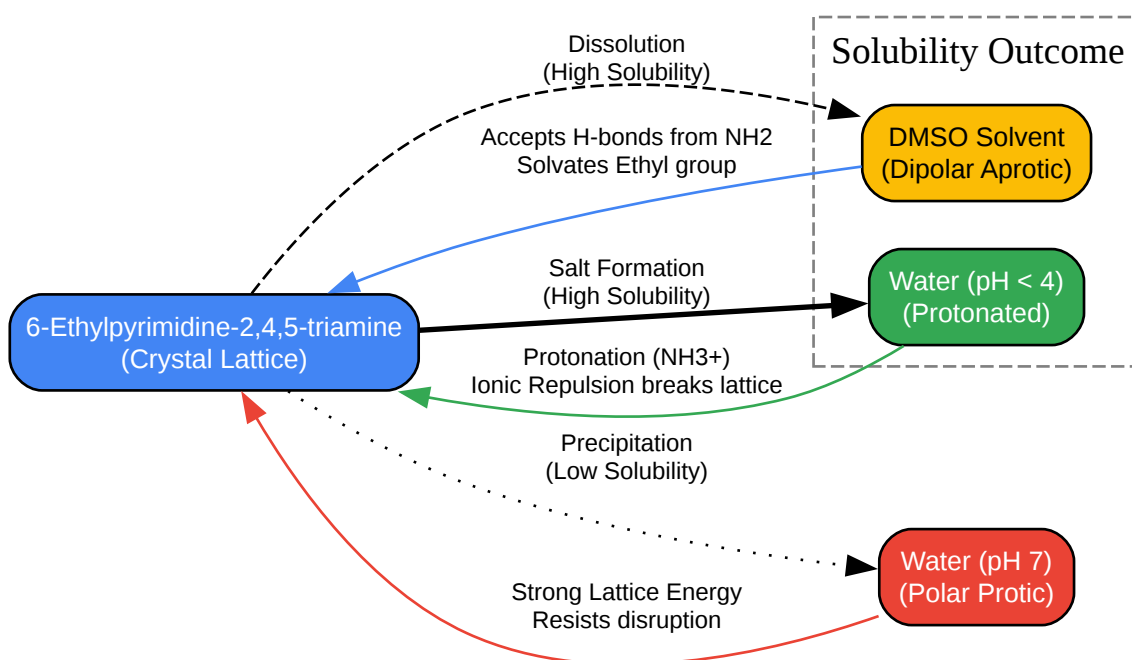 Solubility Outcome
Dissolution
(High Solubility)
DMSO Solvent
(Dipolar Aprotic)
Accepts H-bonds from NH2
Solvates Ethyl group
Salt Formation
(High Solubility)
Water (pH < 4)
(Protonated)
6-Ethylpyrimidine-2,4,5-triamine
(Crystal Lattice)
Protonation (NH3+)
Ionic Repulsion breaks lattice
Precipitation
(Low Solubility)
Water (pH 7)
(Polar Protic)
Strong Lattice Energy
Resists disruption